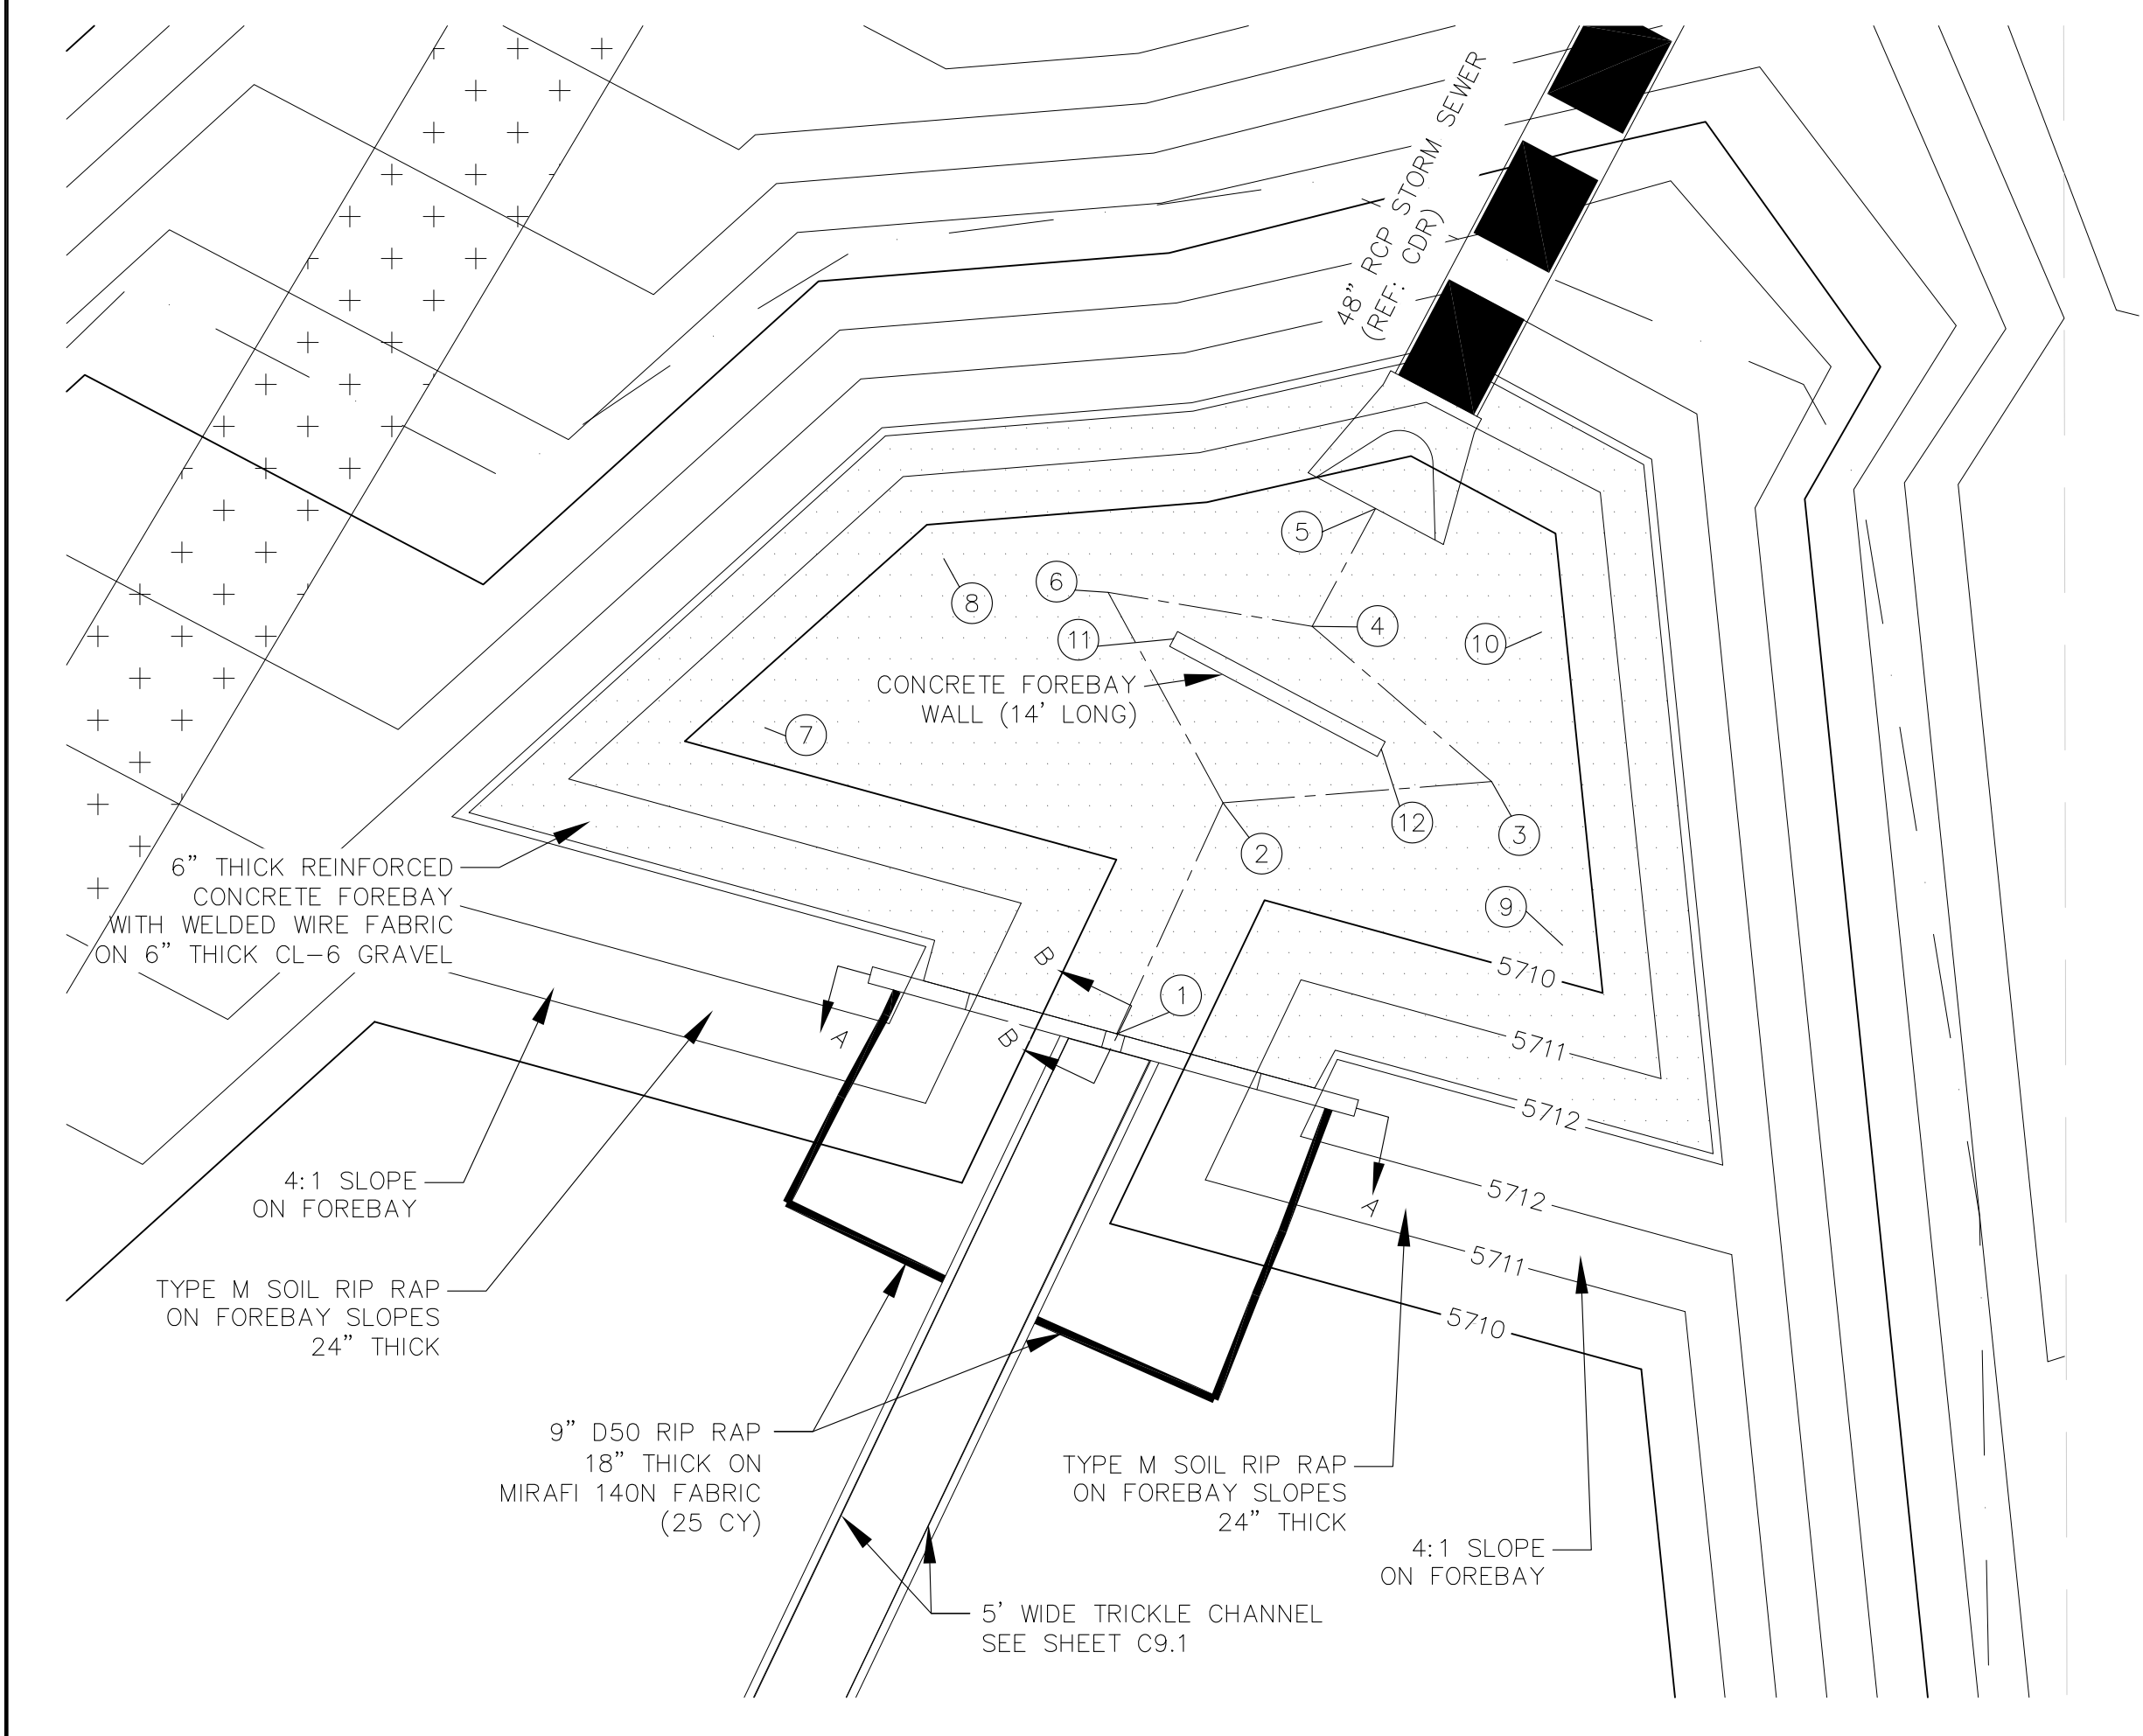 48” RCP STORM SEWER
(REF: CDR)
5
6
8
4
11
10
CONCRETE FOREBAY
WALL (14’ LONG)
7
12
3
2
6” THICK REINFORCED
CONCRETE FOREBAY
WITH WELDED WIRE FABRIC
ON 6” THICK CL–6 GRAVEL
9
B
5710
1
A
B
5711
5712
4:1 SLOPE
ON FOREBAY
5712
A
5711
TYPE M SOIL RIP RAP
ON FOREBAY SLOPES
24” THICK
5710
9” D50 RIP RAP
18” THICK ON
MIRAFI 140N FABRIC
(25 CY)
TYPE M SOIL RIP RAP
ON FOREBAY SLOPES
24” THICK
4:1 SLOPE
ON FOREBAY
5’ WIDE TRICKLE CHANNEL
SEE SHEET C9.1